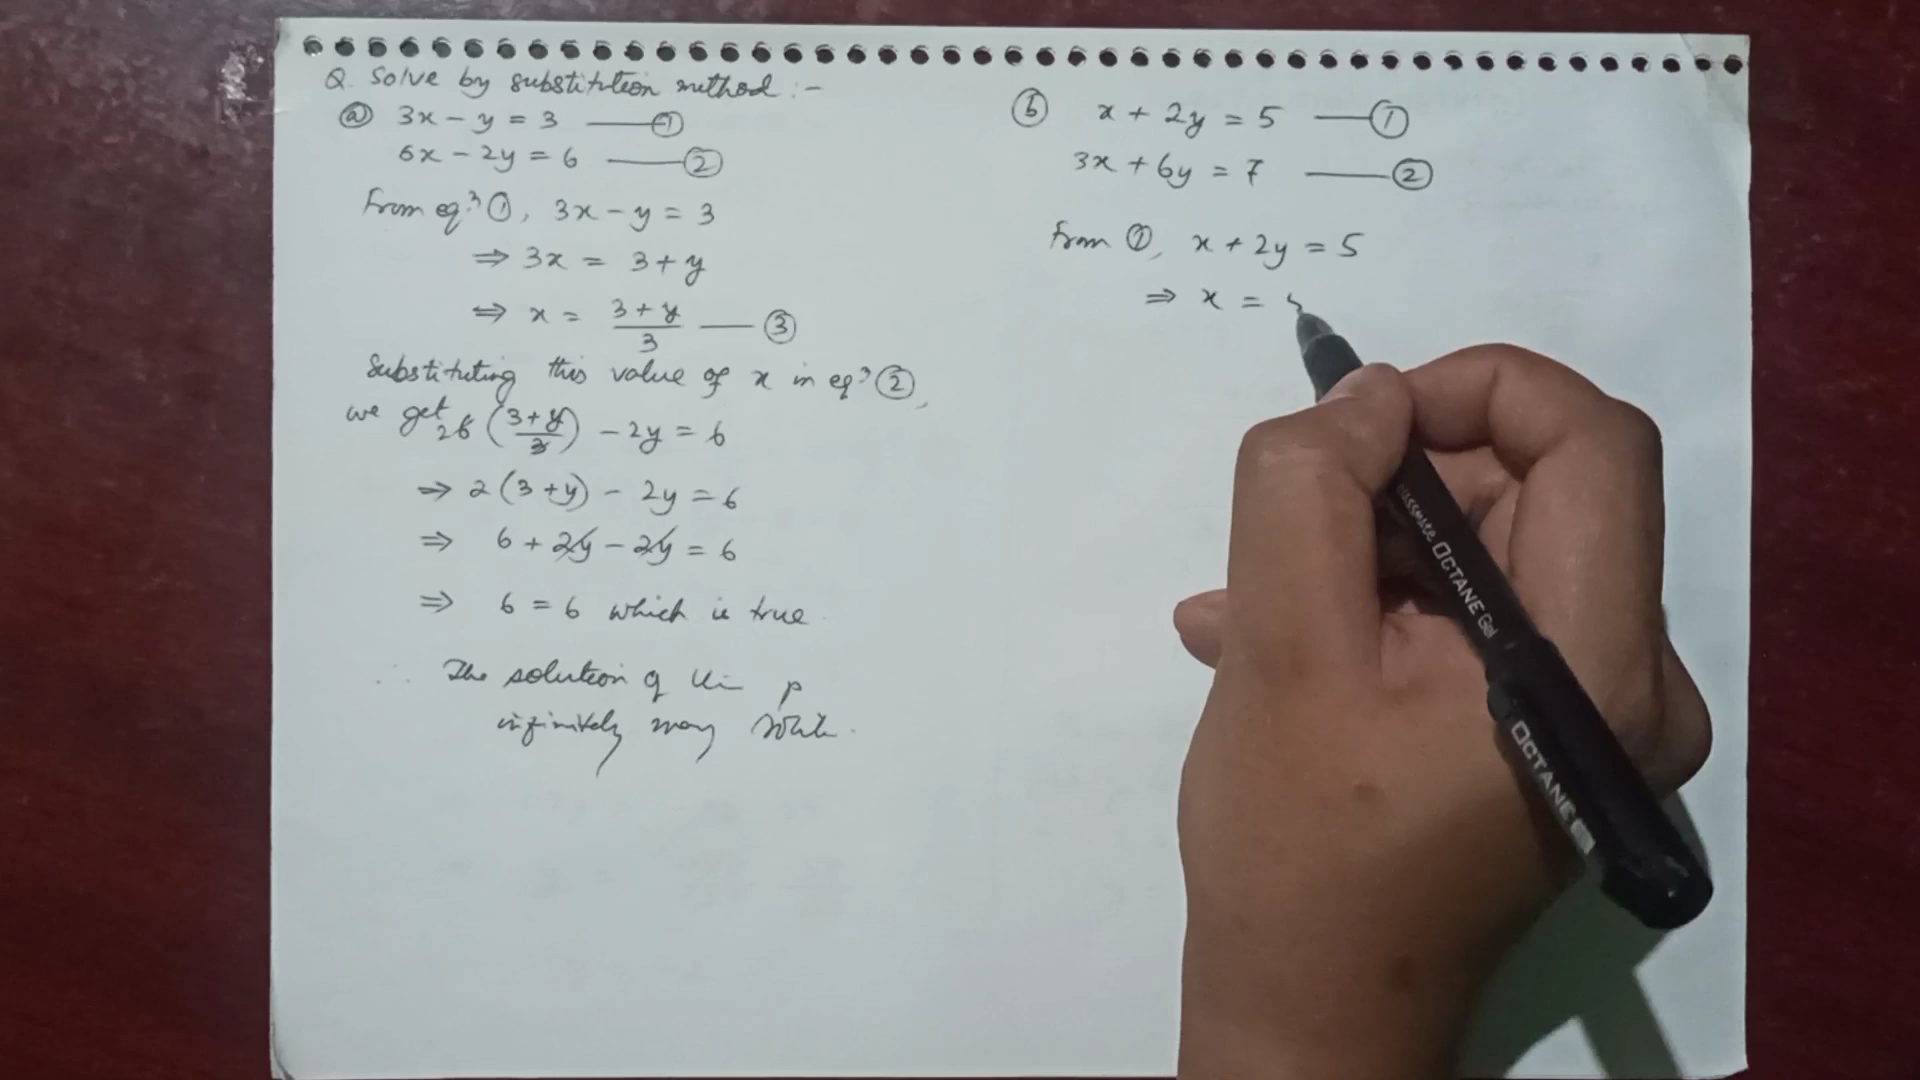 Q. Solve by substitution method :-
ⓐ 3x - y = 3 —— ①
6x - 2y = 6 —— ②
From eqⁿ ①, 3x - y = 3
⇒ 3x = 3 + y
⇒ x = (3 + y)/3 —— ③
Substituting this value of x in eqⁿ ②,
we get 26 ((3 + y)/3) - 2y = 6
⇒ 2 (3 + y) - 2y = 6
⇒ 6 + 2y - 2y = 6
⇒ 6 = 6 which is true
The solution of
infinitely many
ⓑ x + 2y = 5 —— ①
3x + 6y = 7 —— ②
From ①, x + 2y = 5
⇒ x =
classmate OCTANE Gel
OCTANE